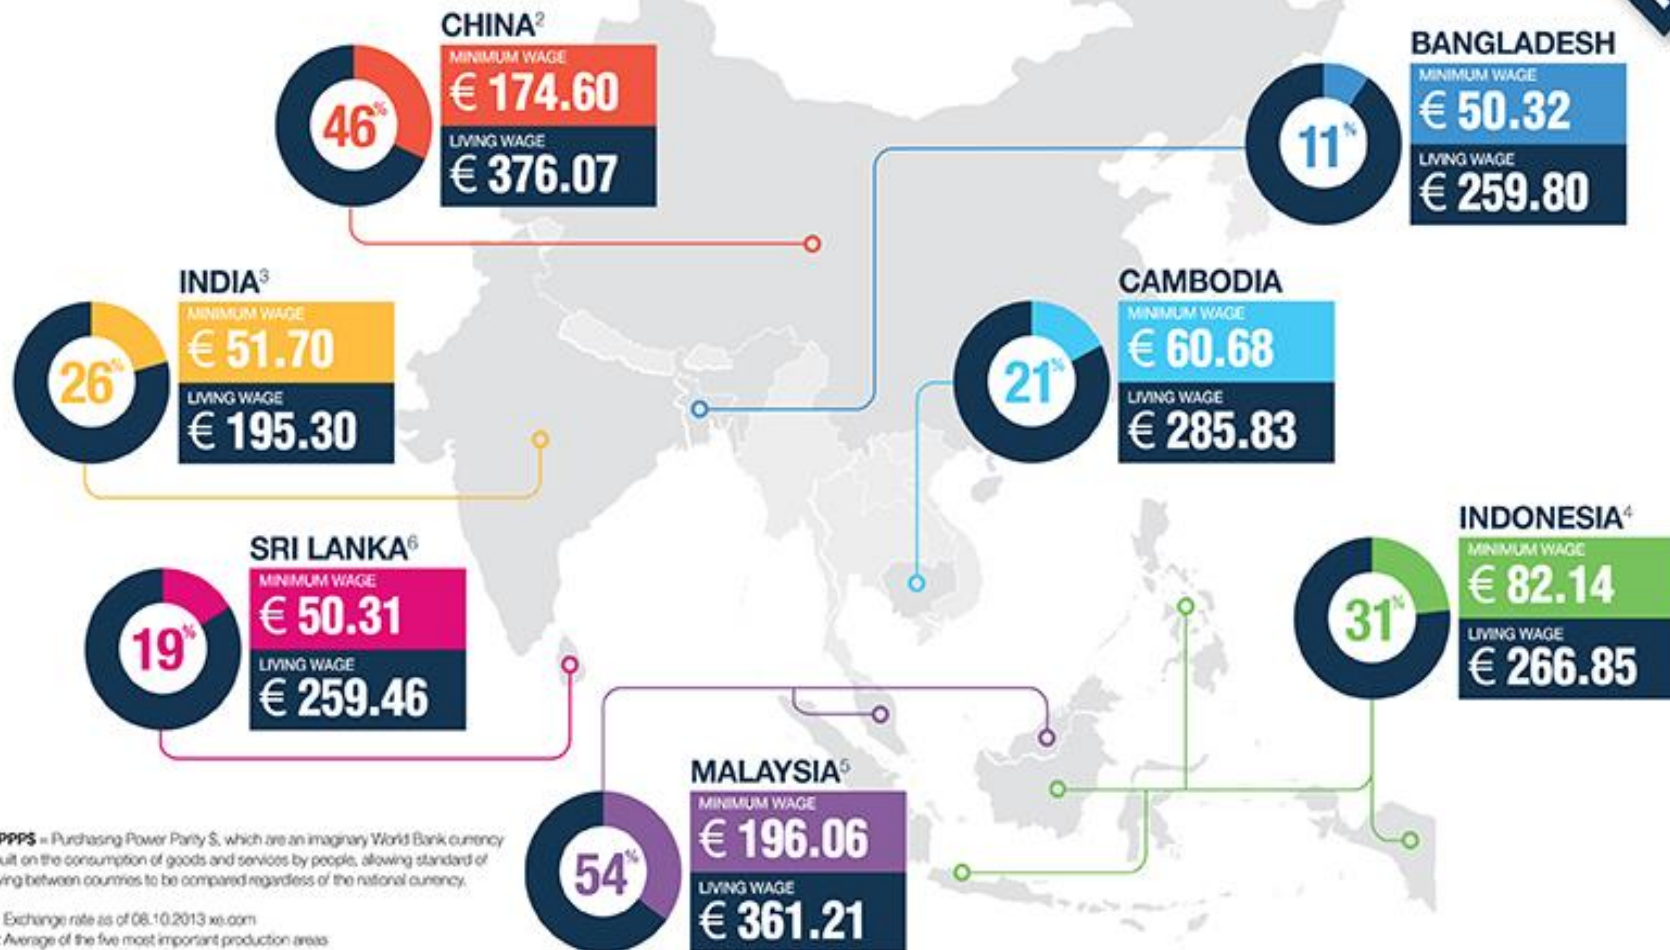 CHINA²
MINIMUM WAGE
€ 174.60
LIVING WAGE
€ 376.07
46%
BANGLADESH
MINIMUM WAGE
€ 50.32
LIVING WAGE
€ 259.80
11%
INDIA³
MINIMUM WAGE
€ 51.70
LIVING WAGE
€ 195.30
26%
CAMBODIA
MINIMUM WAGE
€ 60.68
LIVING WAGE
€ 285.83
21%
SRI LANKA⁶
MINIMUM WAGE
€ 50.31
LIVING WAGE
€ 259.46
19%
INDONESIA⁴
MINIMUM WAGE
€ 82.14
LIVING WAGE
€ 266.85
31%
MALAYSIA⁵
MINIMUM WAGE
€ 196.06
LIVING WAGE
€ 361.21
54%
PPP$ = Purchasing Power Parity $, which are an imaginary World Bank currency
uilt on the consumption of goods and services by people, allowing standard of
ving between countries to be compared regardless of the national currency.
Exchange rate as of 08.10.2013 xe.com
Average of the five most important production areas